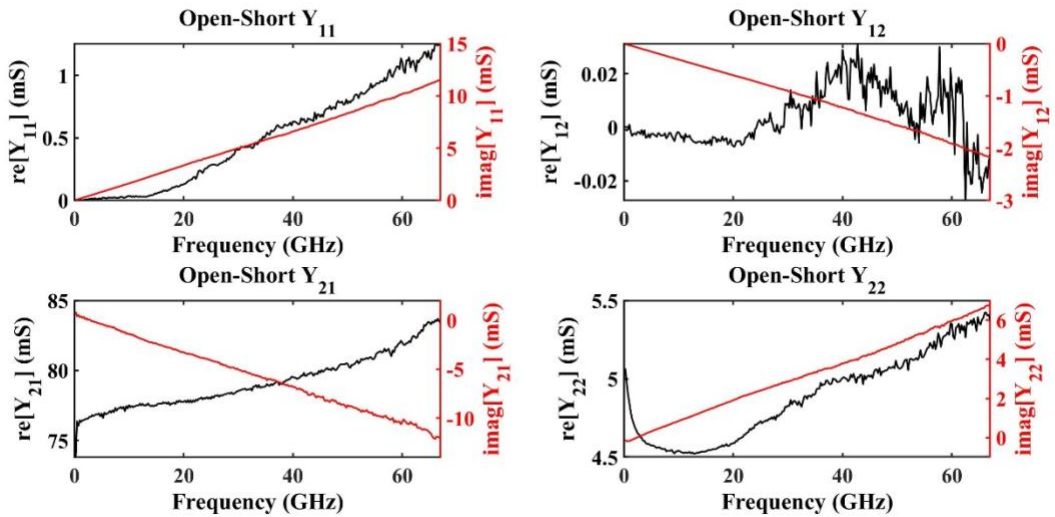 Open-Short Y11
Open-Short Y12
re[Y11] (mS)
1
0.5
0
15
10
5
0
imag[Y11] (mS)
0 20 40 60
Frequency (GHz)
re[Y12] (mS)
0.02
0
-0.02
0
-1
-2
-3
imag[Y12] (mS)
0 20 40 60
Frequency (GHz)
Open-Short Y21
Open-Short Y22
re[Y21] (mS)
85
80
75
0
-5
-10
imag[Y21] (mS)
0 20 40 60
Frequency (GHz)
re[Y22] (mS)
5.5
5
4.5
6
4
2
0
imag[Y22] (mS)
0 20 40 60
Frequency (GHz)